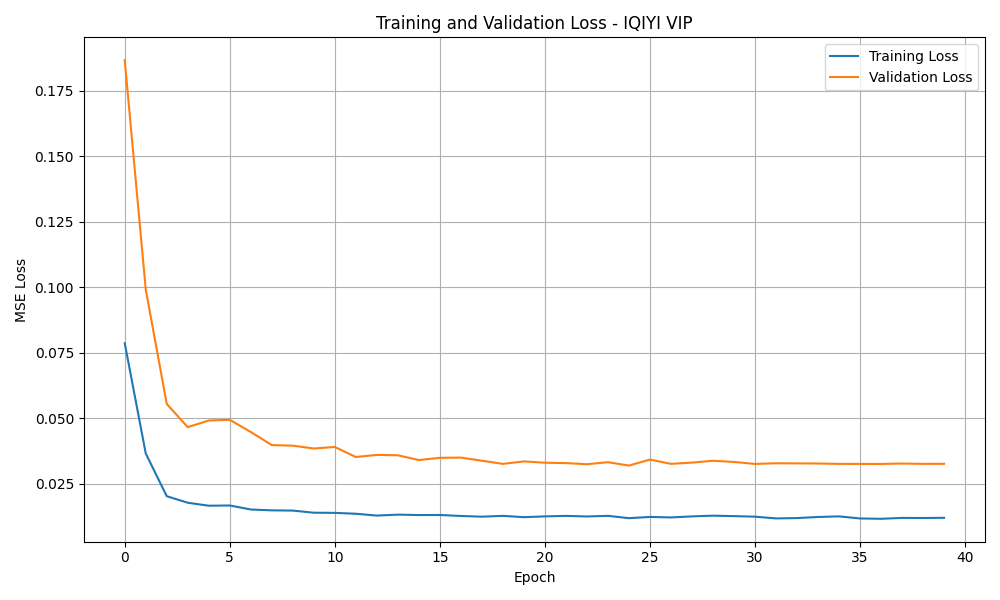 Training and Validation Loss - IQIYI VIP
Training Loss
Validation Loss
0.175
0.150
0.125
0.100
0.075
0.050
0.025
MSE Loss
0 5 10 15 20 25 30 35 40
Epoch